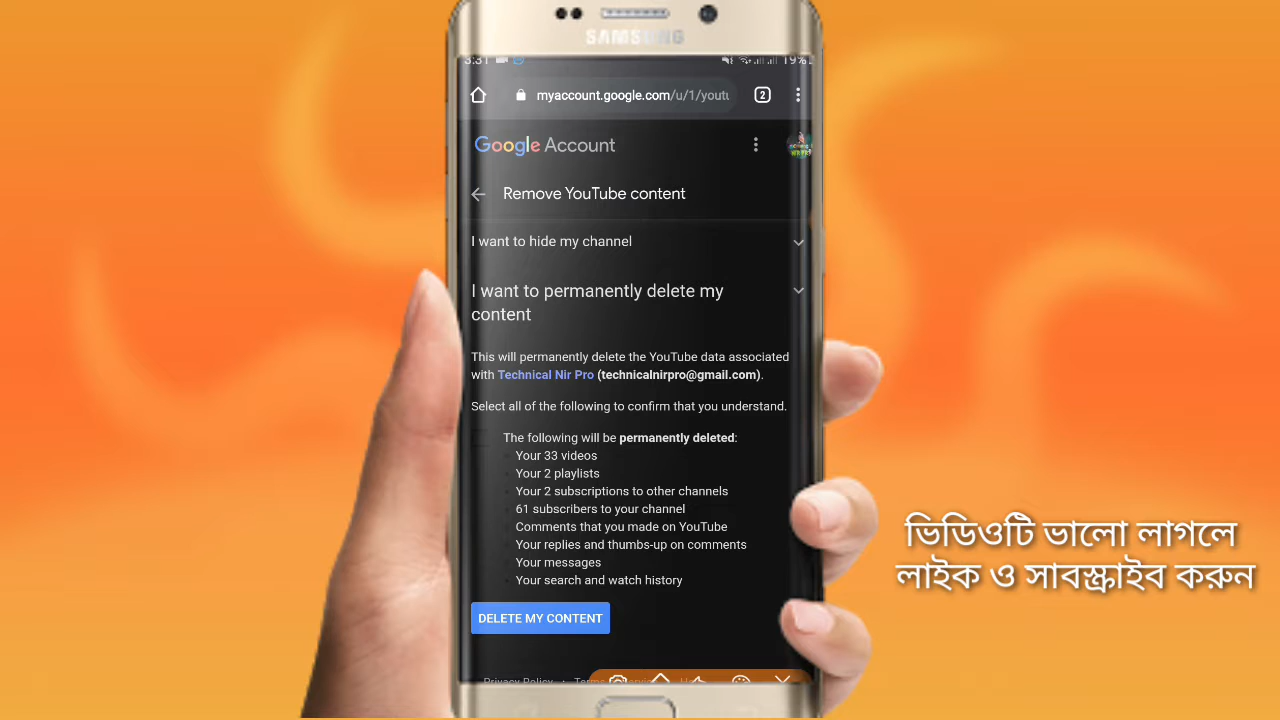 SAMSUNG
3:31
19%
myaccount.google.com/u/1/yout
2
Google Account
Remove YouTube content
I want to hide my channel
I want to permanently delete my
content
This will permanently delete the YouTube data associated
with Technical Nir Pro (technicalnirpro@gmail.com).
Select all of the following to confirm that you understand.
The following will be permanently deleted:
Your 33 videos
Your 2 playlists
Your 2 subscriptions to other channels
61 subscribers to your channel
Comments that you made on YouTube
Your replies and thumbs-up on comments
Your messages
Your search and watch history
DELETE MY CONTENT
Privacy Policy
ভিডিওটি ভালো লাগলে
লাইক ও সাবস্ক্রাইব করুন